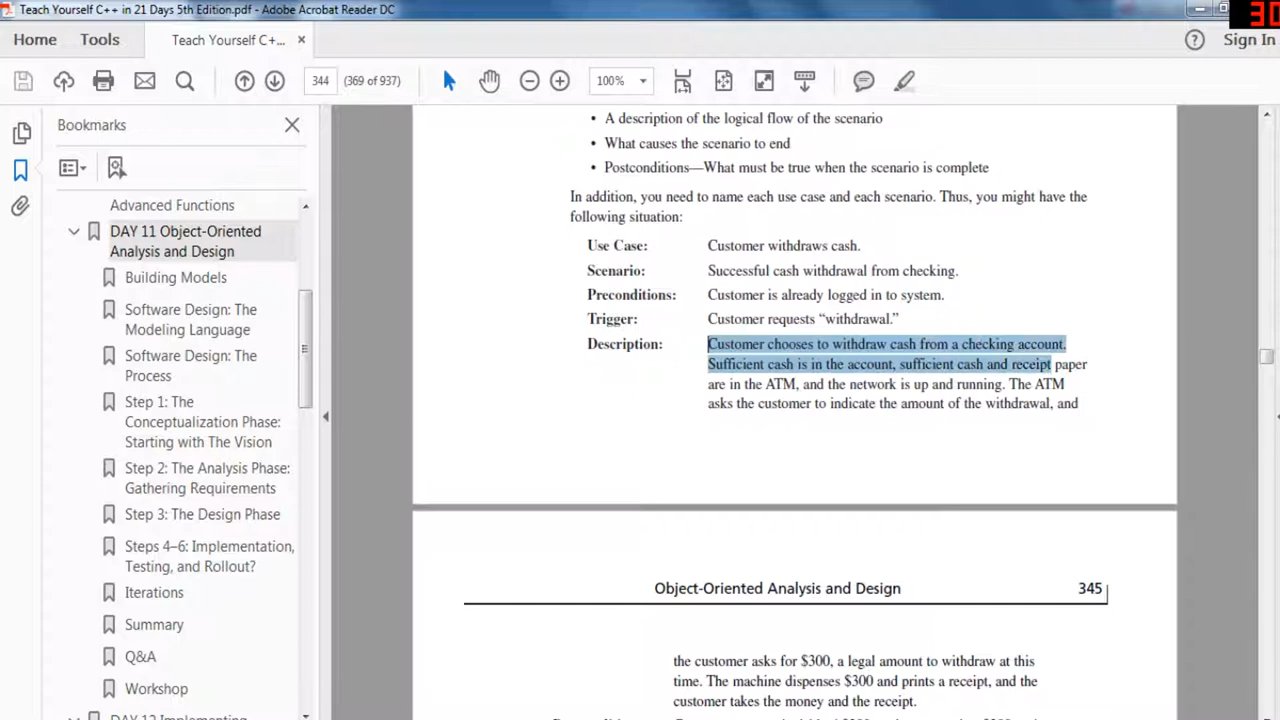 Teach Yourself C++ in 21 Days 5th Edition.pdf - Adobe Acrobat Reader DC
30
Home
Tools
Teach Yourself C+...
Sign In
344
(369 of 937)
100%
Bookmarks
Advanced Functions
DAY 11 Object-Oriented
Analysis and Design
Building Models
Software Design: The
Modeling Language
Software Design: The
Process
Step 1: The
Conceptualization Phase:
Starting with The Vision
Step 2: The Analysis Phase:
Gathering Requirements
Step 3: The Design Phase
Steps 4–6: Implementation,
Testing, and Rollout?
Iterations
Summary
Q&A
Workshop
DAY 12 Implementing
• A description of the logical flow of the scenario
• What causes the scenario to end
• Postconditions—What must be true when the scenario is complete
In addition, you need to name each use case and each scenario. Thus, you might have the
following situation:
Use Case: Customer withdraws cash.
Scenario: Successful cash withdrawal from checking.
Preconditions: Customer is already logged in to system.
Trigger: Customer requests “withdrawal.”
Description: Customer chooses to withdraw cash from a checking account.
Sufficient cash is in the account, sufficient cash and receipt paper
are in the ATM, and the network is up and running. The ATM
asks the customer to indicate the amount of the withdrawal, and
Object-Oriented Analysis and Design 345
the customer asks for $300, a legal amount to withdraw at this
time. The machine dispenses $300 and prints a receipt, and the
customer takes the money and the receipt.